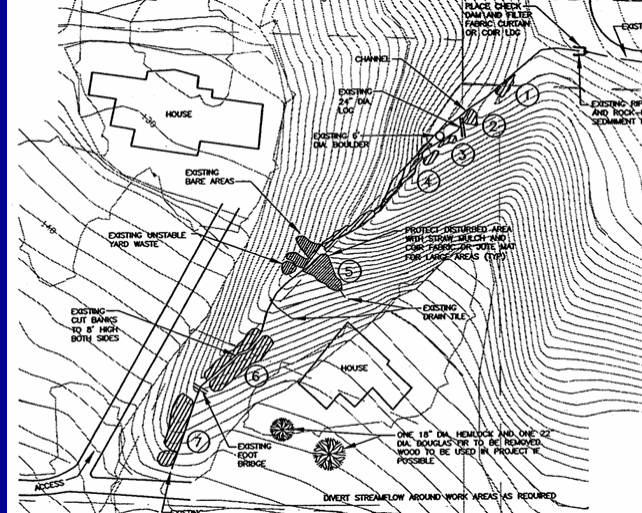 PLACE CHECK
DAM AND FILTER
FABRIC CURTAIN
OR COIR LOG
CHANNEL
1
EXISTING
24" DIA.
LOG
2
EXISTING RIP
AND ROCK
EXISTING 6'
DIA. BOULDER
3
4
130
HOUSE
EXISTING
BARE AREAS
140
EXISTING UNSTABLE
YARD WASTE
PROTECT DISTURBED AREA
WITH STRAW MULCH AND
COIR FABRIC OR JUTE MAT
FOR LARGE AREAS (TYP)
5
EXISTING
DRAIN TILE
EXISTING
CUT BANKS
TO 8' HIGH
BOTH SIDES
HOUSE
6
7
EXISTING
FOOT
BRIDGE
ONE 18" DIA. HEMLOCK AND ONE 22"
DIA. DOUGLAS FIR TO BE REMOVED.
WOOD TO BE USED IN PROJECT IF
POSSIBLE
ACCESS
DIVERT STREAMFLOW AROUND WORK AREAS AS REQUIRED